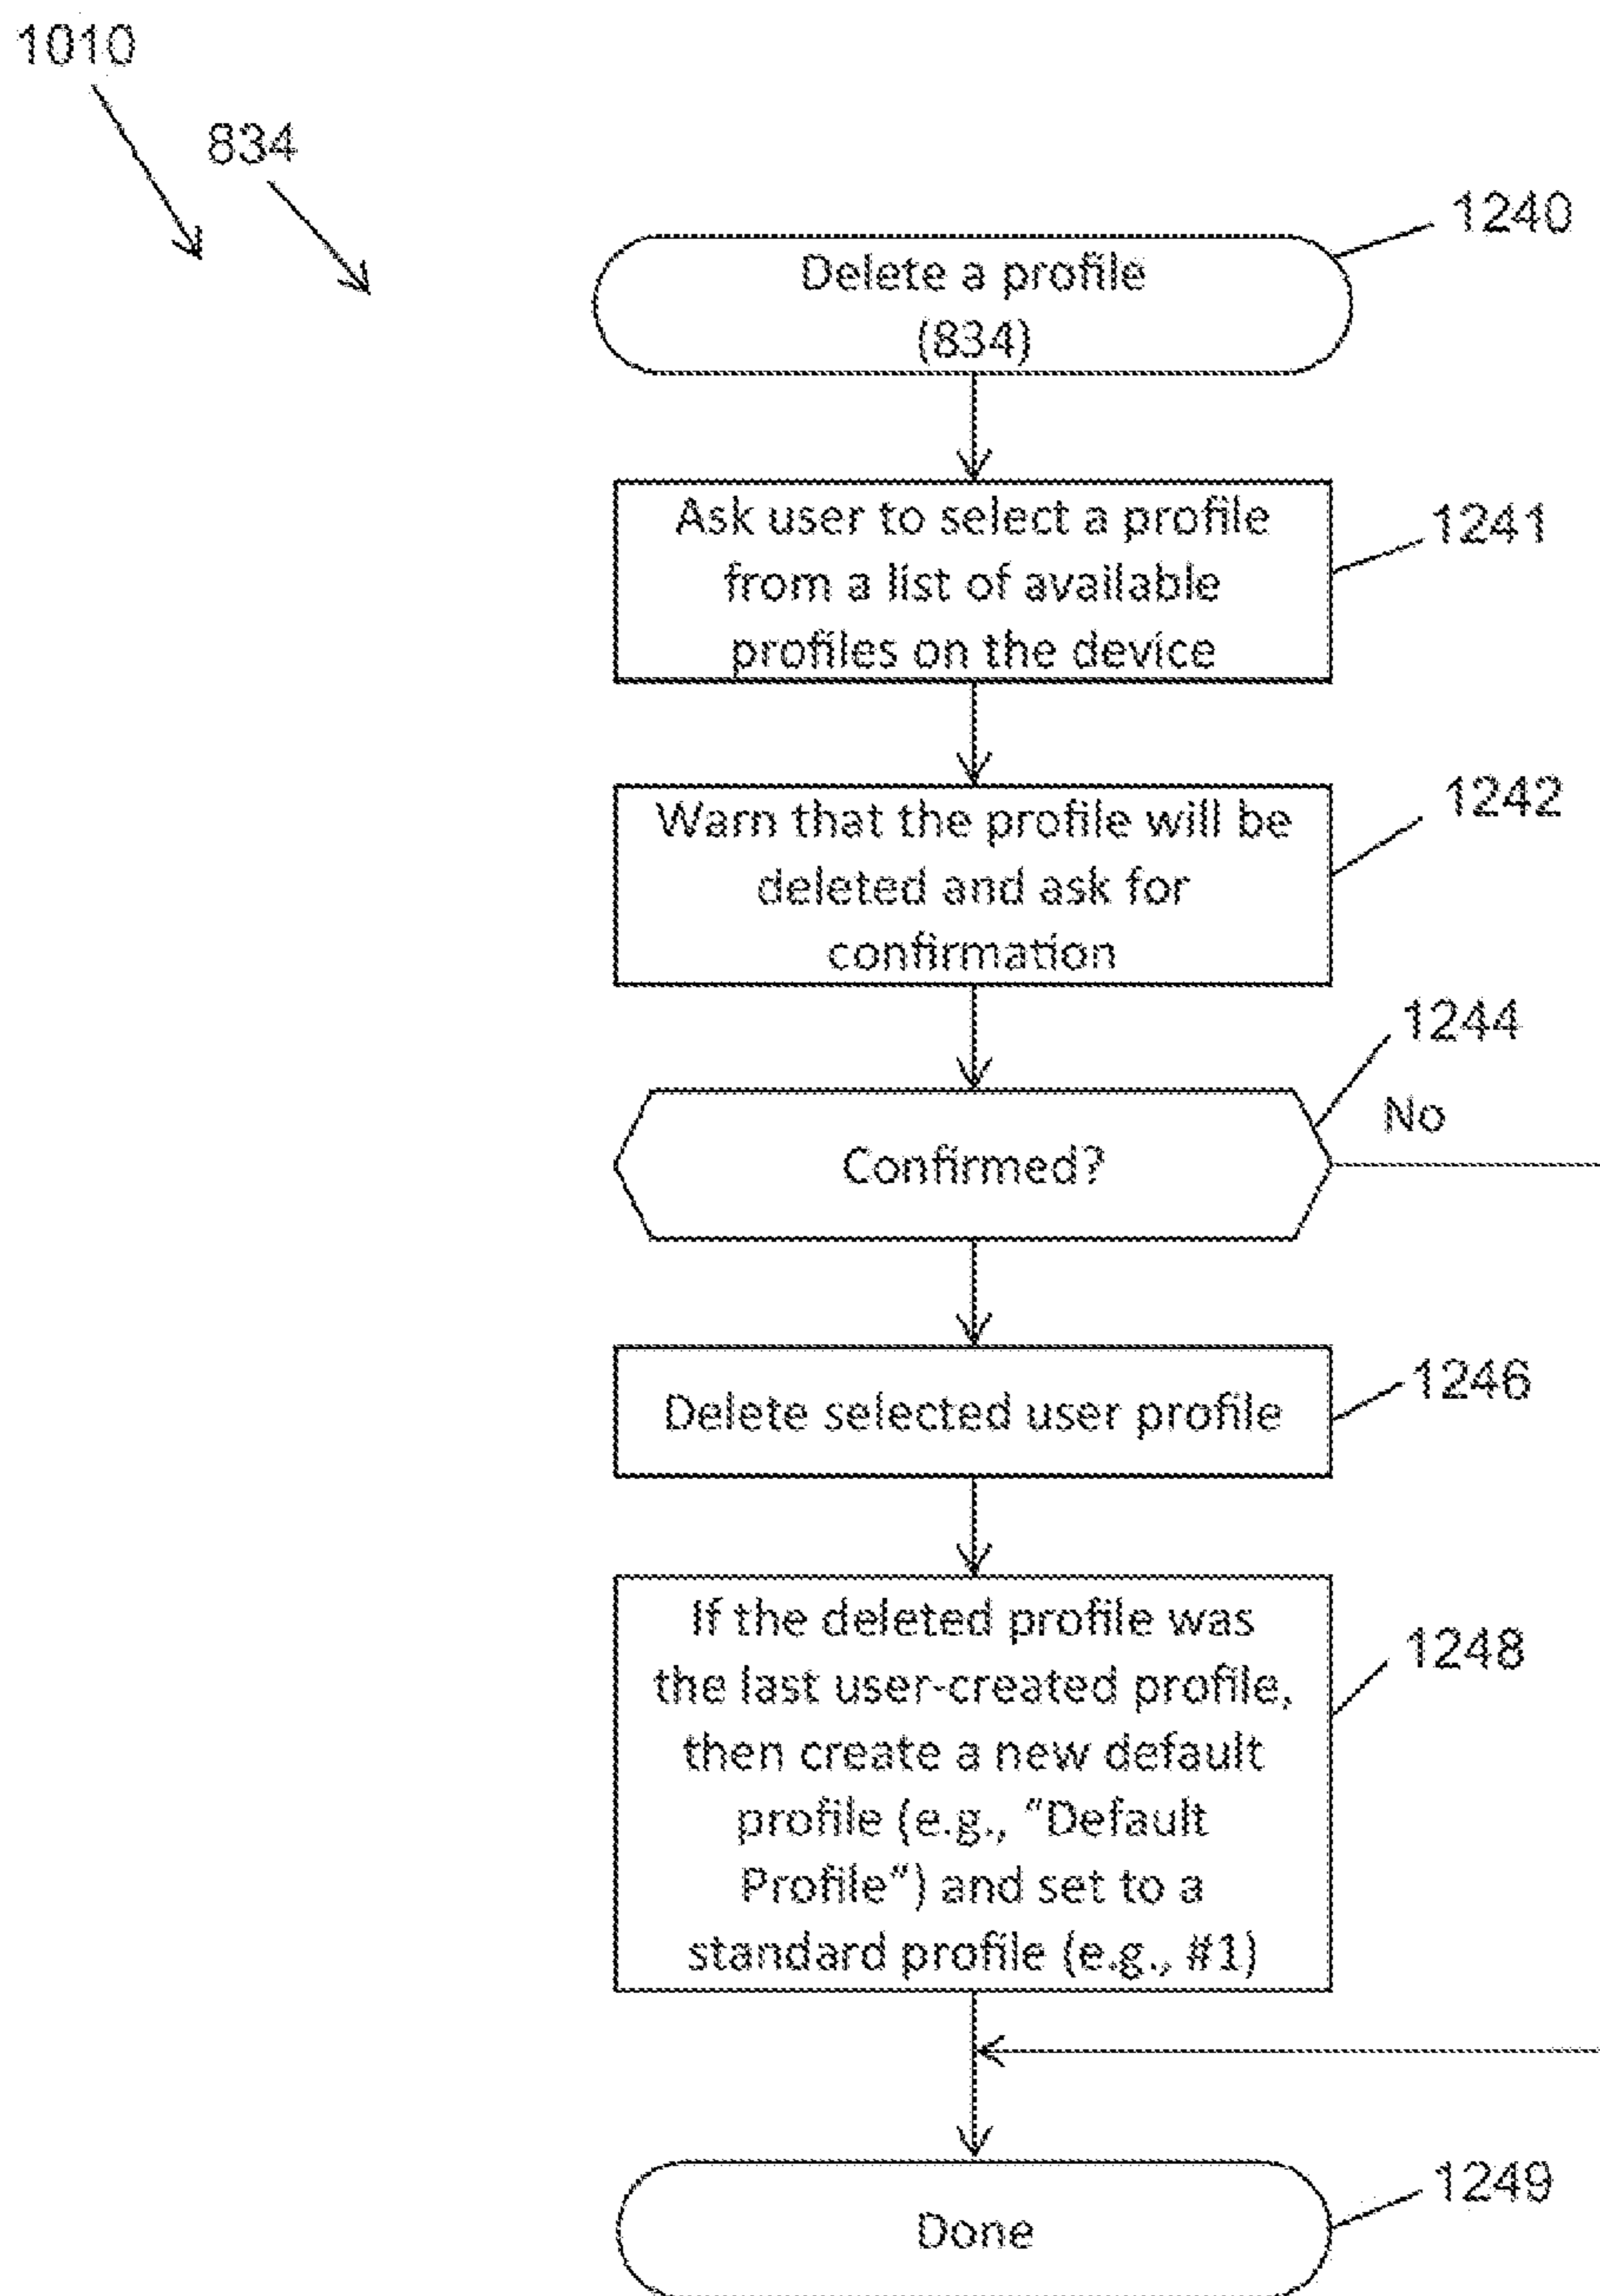 1010
834
1240
Delete a profile
(834)
1241
Ask user to select a profile
from a list of available
profiles on the device
1242
Warn that the profile will be
deleted and ask for
confirmation
1244
No
Confirmed?
1246
Delete selected user profile
1248
If the deleted profile was
the last user-created profile,
then create a new default
profile (e.g., “Default
Profile”) and set to a
standard profile (e.g., #1)
1249
Done